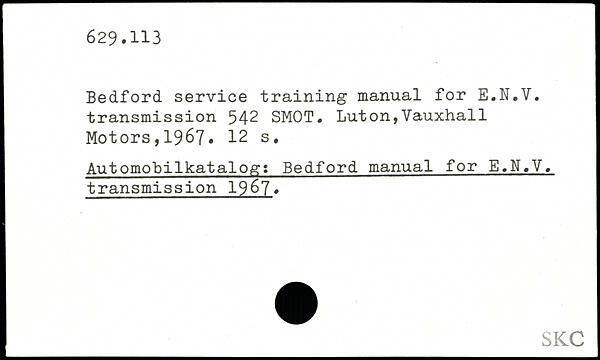 629.113
Bedford service training manual for E.N.V.
transmission 542 SMOT. Luton,Vauxhall
Motors,1967. 12 s.
Automobilkatalog: Bedford manual for E.N.V.
transmission 1967.
SKC